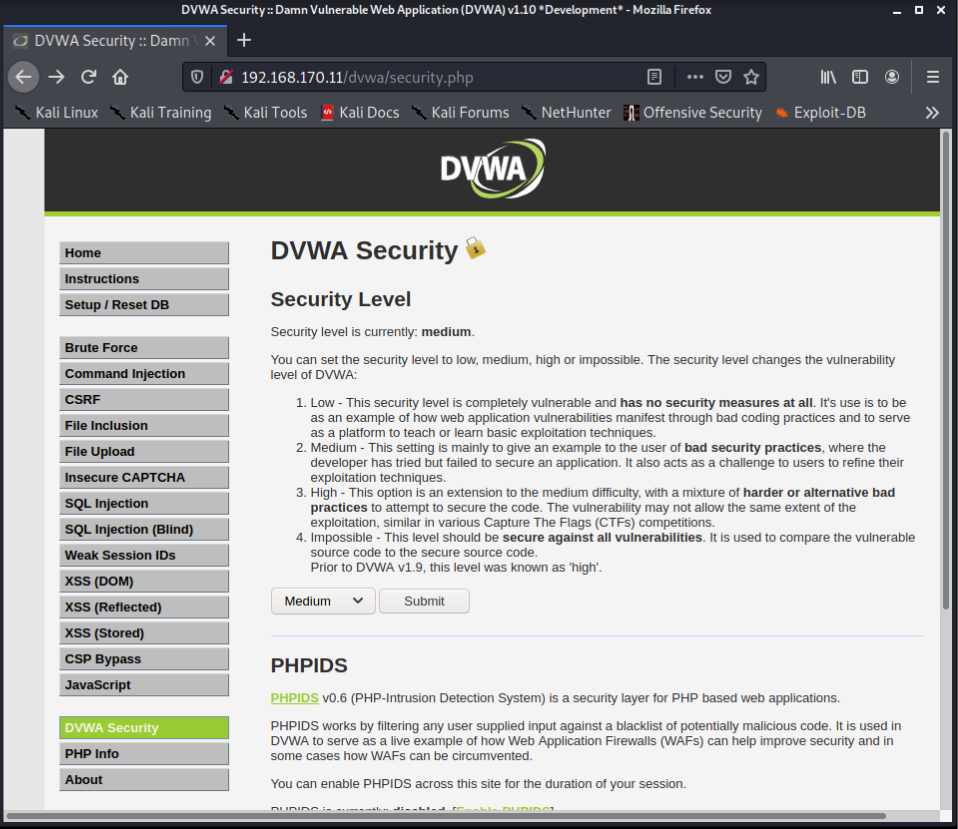 DVWA Security :: Damn Vulnerable Web Application (DVWA) v1.10 *Development* - Mozilla Firefox
DVWA Security :: Damn
192.168.170.11/dvwa/security.php
Kali Linux Kali Training Kali Tools Kali Docs Kali Forums NetHunter Offensive Security Exploit-DB
DVWA
Home
Instructions
Setup / Reset DB
Brute Force
Command Injection
CSRF
File Inclusion
File Upload
Insecure CAPTCHA
SQL Injection
SQL Injection (Blind)
Weak Session IDs
XSS (DOM)
XSS (Reflected)
XSS (Stored)
CSP Bypass
JavaScript
DVWA Security
PHP Info
About
DVWA Security
Security Level
Security level is currently: medium.
You can set the security level to low, medium, high or impossible. The security level changes the vulnerability
level of DVWA:
1. Low - This security level is completely vulnerable and has no security measures at all. It's use is to be
as an example of how web application vulnerabilities manifest through bad coding practices and to serve
as a platform to teach or learn basic exploitation techniques.
2. Medium - This setting is mainly to give an example to the user of bad security practices, where the
developer has tried but failed to secure an application. It also acts as a challenge to users to refine their
exploitation techniques.
3. High - This option is an extension to the medium difficulty, with a mixture of harder or alternative bad
practices to attempt to secure the code. The vulnerability may not allow the same extent of the
exploitation, similar in various Capture The Flags (CTFs) competitions.
4. Impossible - This level should be secure against all vulnerabilities. It is used to compare the vulnerable
source code to the secure source code.
Prior to DVWA v1.9, this level was known as 'high'.
Medium Submit
PHPIDS
PHPIDS v0.6 (PHP-Intrusion Detection System) is a security layer for PHP based web applications.
PHPIDS works by filtering any user supplied input against a blacklist of potentially malicious code. It is used in
DVWA to serve as a live example of how Web Application Firewalls (WAFs) can help improve security and in
some cases how WAFs can be circumvented.
You can enable PHPIDS across this site for the duration of your session.
PHPIDS is currently: disabled. [Enable PHPIDS]